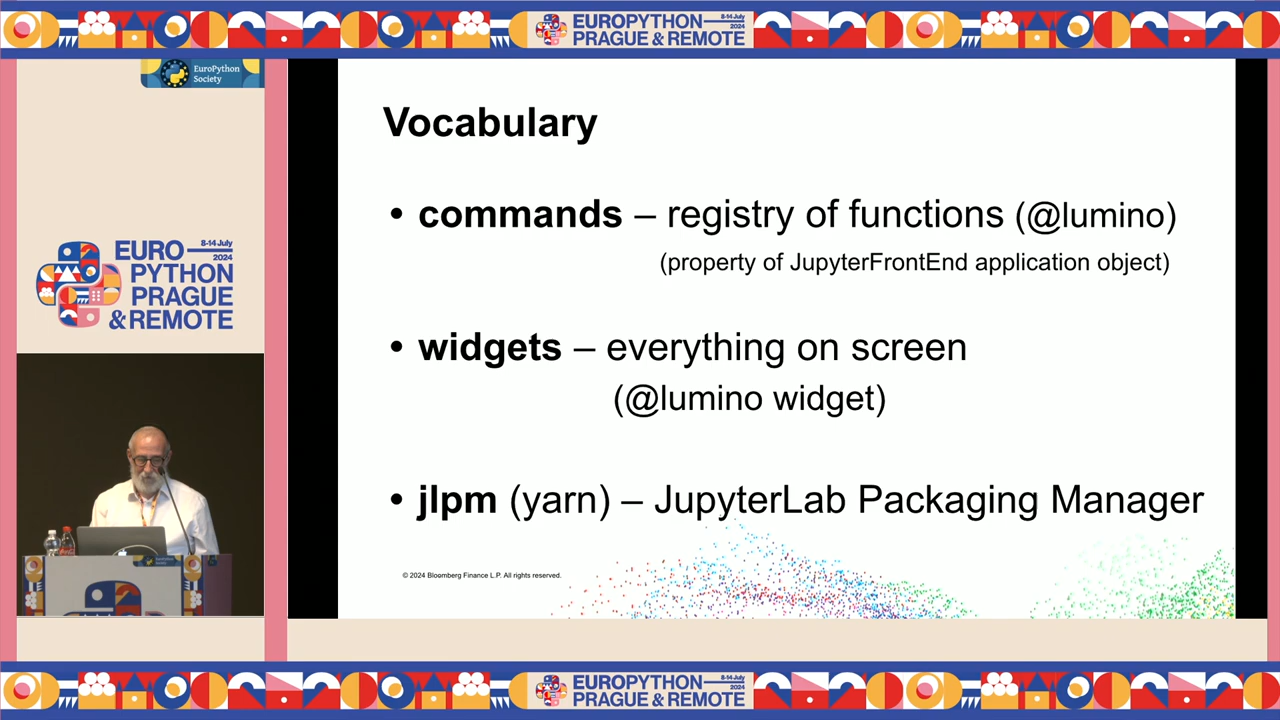 EUROPYTHON
8-14 July
2024
PRAGUE & REMOTE
EuroPython
Society
Vocabulary
• commands – registry of functions (@lumino)
(property of JupyterFrontEnd application object)
• widgets – everything on screen
(@lumino widget)
• jlpm (yarn) – JupyterLab Packaging Manager
© 2024 Bloomberg Finance L.P. All rights reserved.
EURO
8-14 July
2024
PYTHON
PRAGUE
& REMOTE
EuroPython
Society
EUROPYTHON
8-14 July
2024
PRAGUE & REMOTE